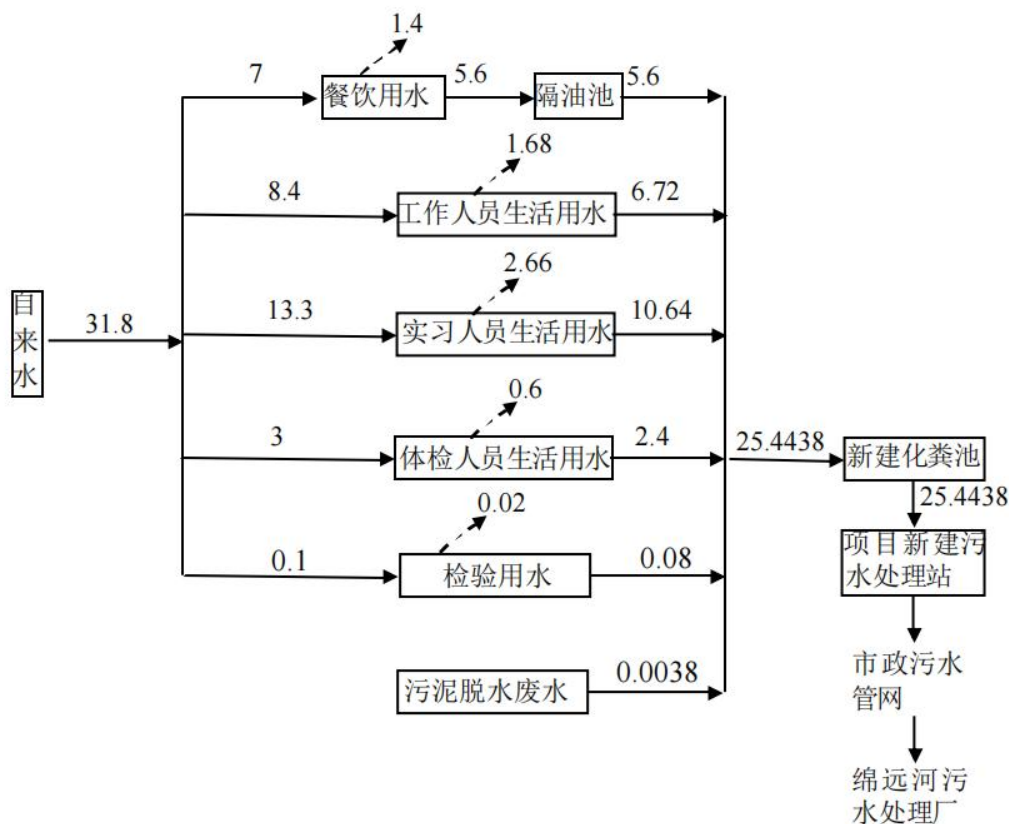 1.4
7
餐饮用水
5.6
隔油池
5.6
1.68
8.4
工作人员生活用水
6.72
2.66
自来水
31.8
13.3
实习人员生活用水
10.64
0.6
3
体检人员生活用水
2.4
25.4438
新建化粪池
0.02
25.4438
0.1
检验用水
0.08
项目新建污
水处理站
污泥脱水废水
0.0038
市政污水
管网
绵远河污
水处理厂